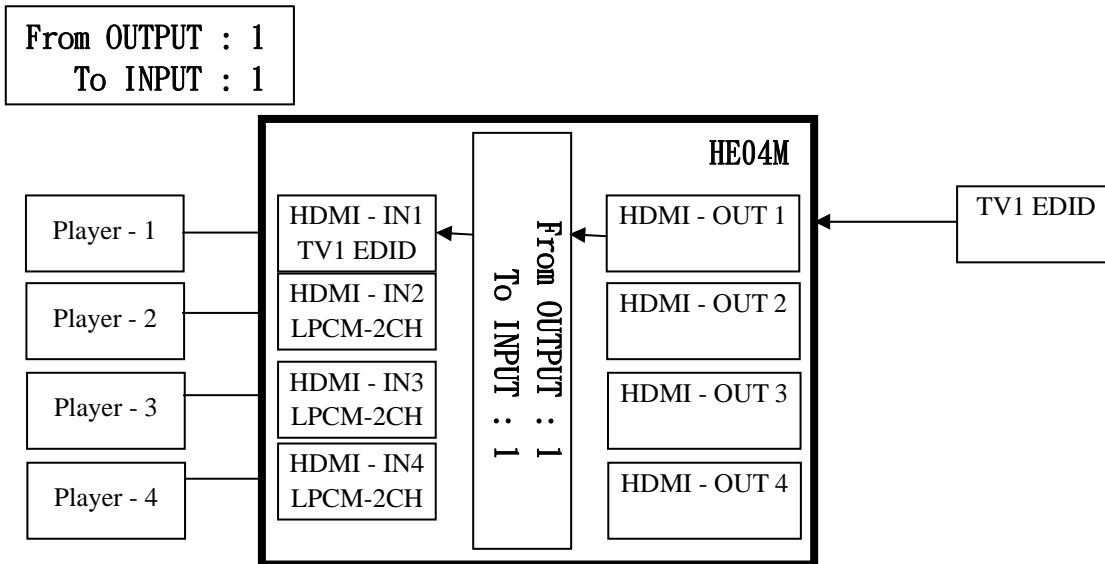 From OUTPUT : 1
To INPUT : 1
HE04M
Player - 1
HDMI - IN1
TV1 EDID
Player - 2
HDMI - IN2
LPCM-2CH
Player - 3
HDMI - IN3
LPCM-2CH
Player - 4
HDMI - IN4
LPCM-2CH
From OUTPUT : 1
To INPUT : 1
HDMI - OUT 1
HDMI - OUT 2
HDMI - OUT 3
HDMI - OUT 4
TV1 EDID